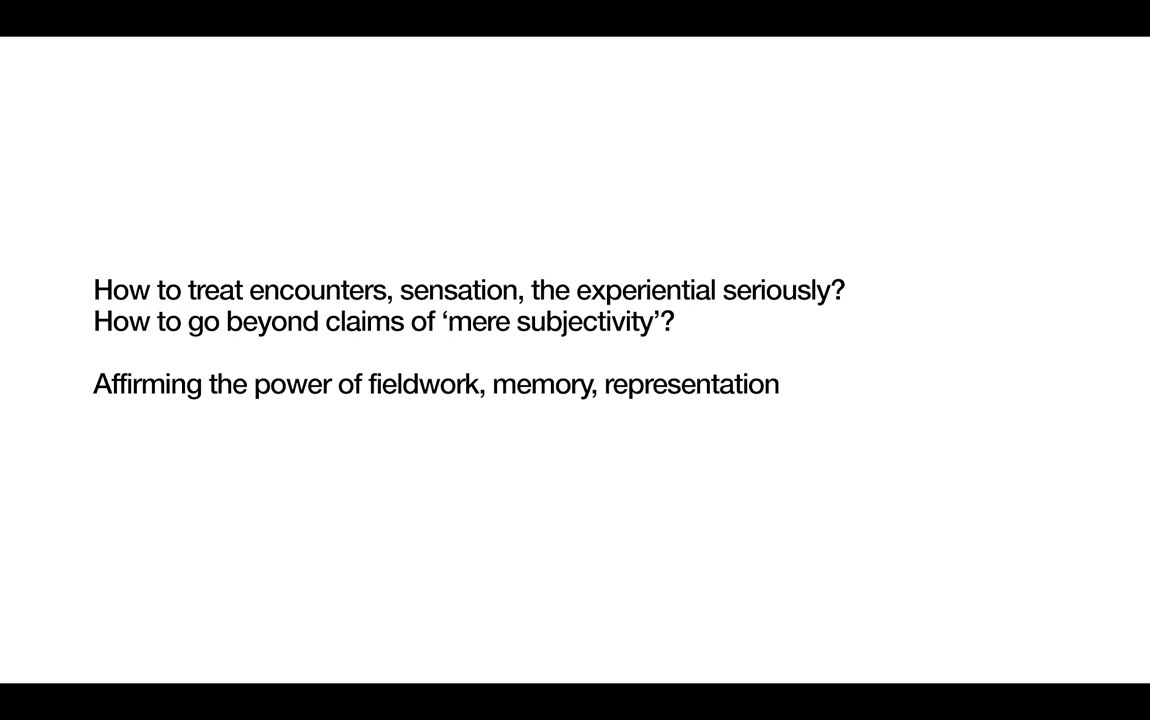 How to treat encounters, sensation, the experiential seriously?
How to go beyond claims of ‘mere subjectivity’?
Affirming the power of fieldwork, memory, representation